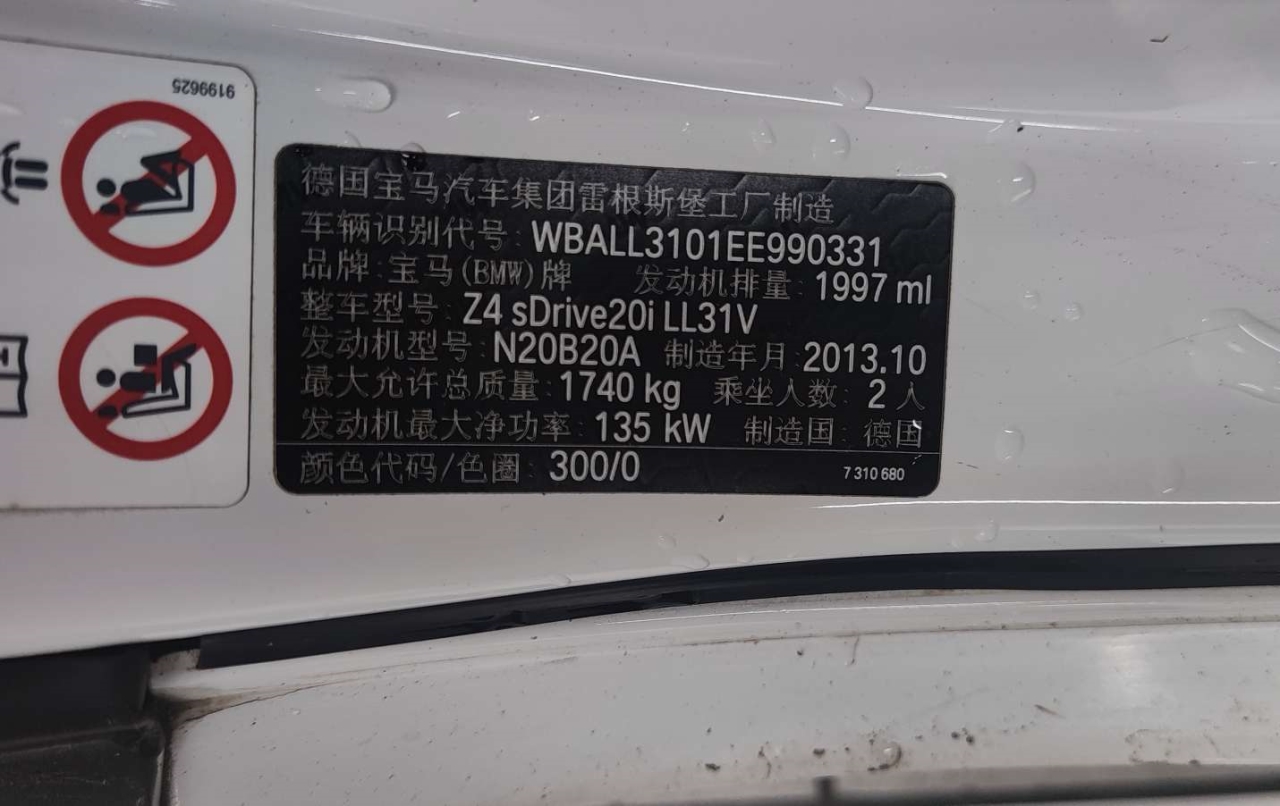 9199625
德国宝马汽车集团雷根斯堡工厂制造
车辆识别代号: WBALL3101EE990331
品牌:宝马(BMW)牌 发动机排量: 1997 ml
整车型号: Z4 sDrive20i LL31V
发动机型号: N20B20A 制造年月:2013.10
最大允许总质量: 1740 kg 乘坐人数: 2 人
发动机最大净功率: 135 kW 制造国: 德国
颜色代码/色圈: 300/0 7 310 680